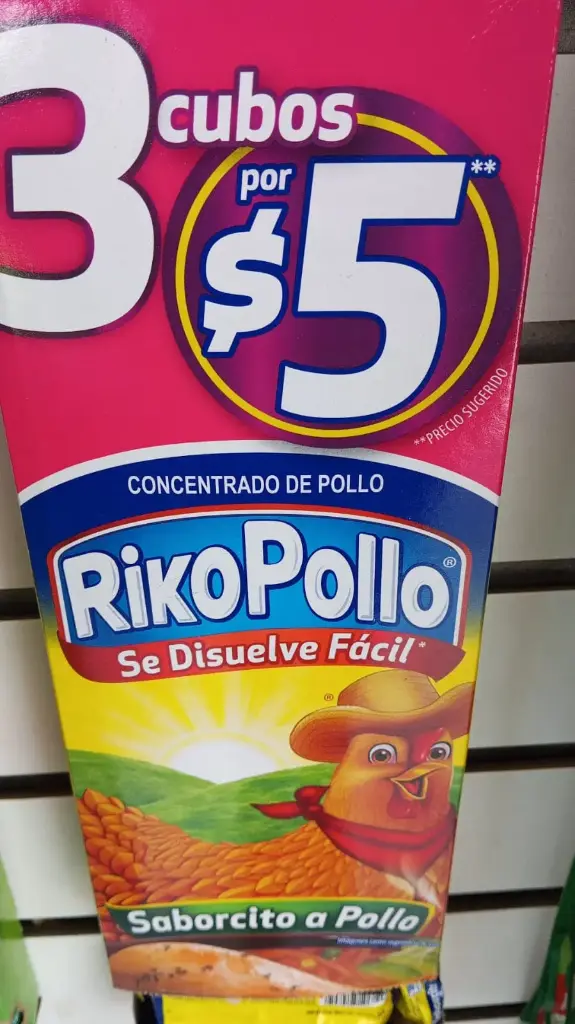 3 cubos
por
$5**
**PRECIO SUGERIDO
CONCENTRADO DE POLLO
RIKOPOLLO®
Se Disuelve Fácil*
®
Saborcito a Pollo